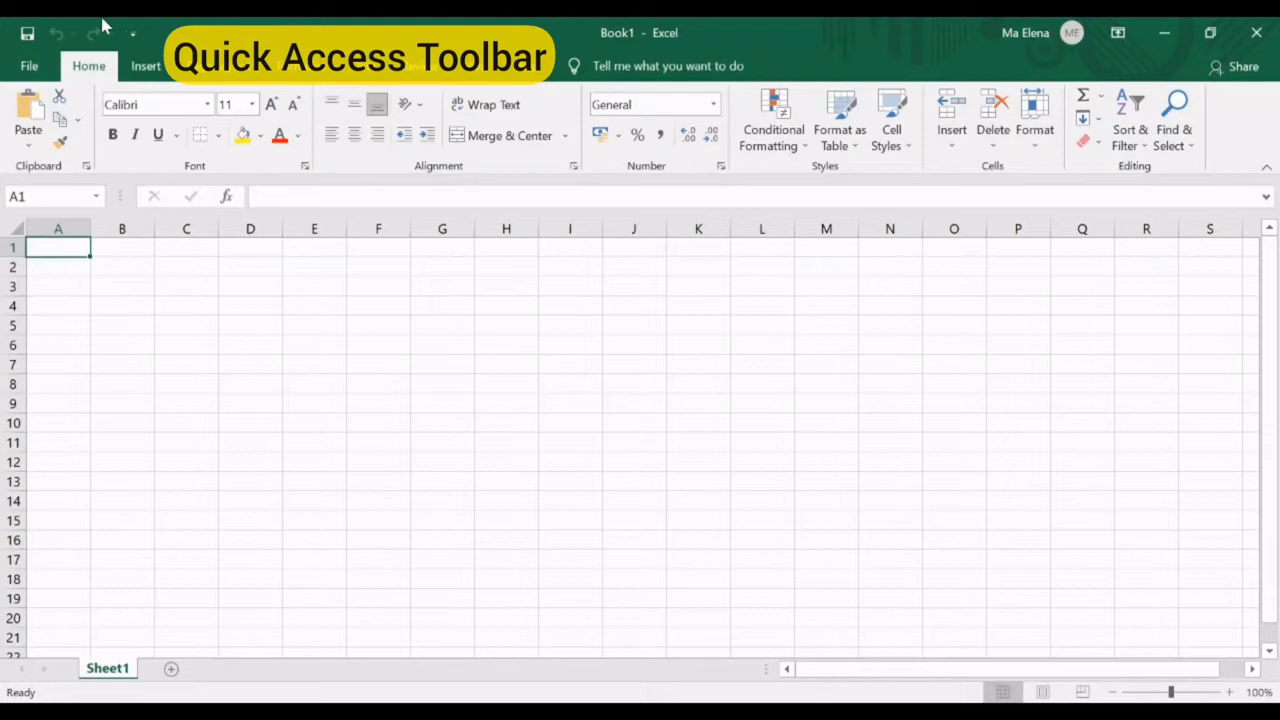 Quick Access Toolbar
Book1 - Excel
Ma Elena
ME
File
Home
Insert
Tell me what you want to do
Share
Paste
Clipboard
Calibri
11
B I U
A
Font
Wrap Text
Merge & Center
Alignment
General
%
Number
Conditional
Formatting
Format as
Table
Cell
Styles
Styles
Insert
Delete
Format
Cells
Sort &
Filter
Find &
Select
Editing
A1
fx
A B C D E F G H I J K L M N O P Q R S
1
2
3
4
5
6
7
8
9
10
11
12
13
14
15
16
17
18
19
20
21
22
Sheet1
Ready
100%